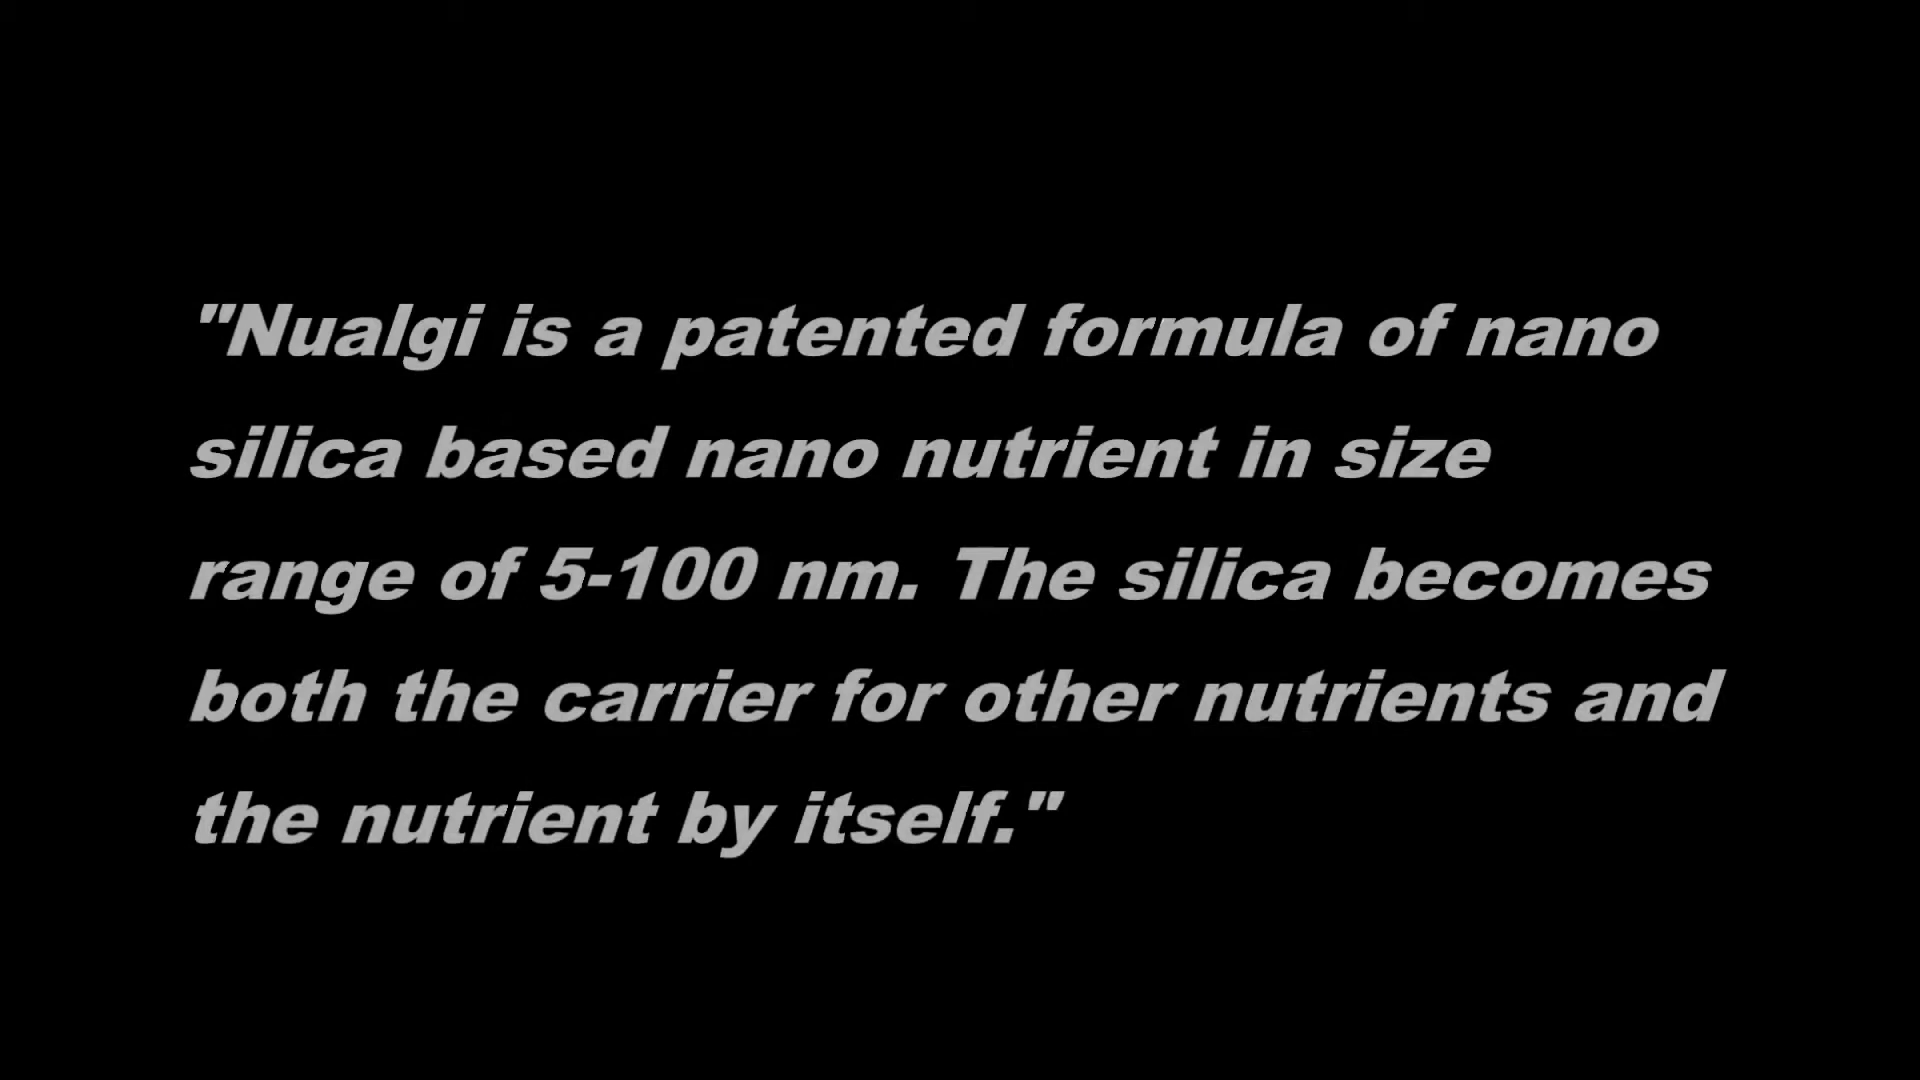 "Nualgi is a patented formula of nano
silica based nano nutrient in size
range of 5-100 nm. The silica becomes
both the carrier for other nutrients and
the nutrient by itself."